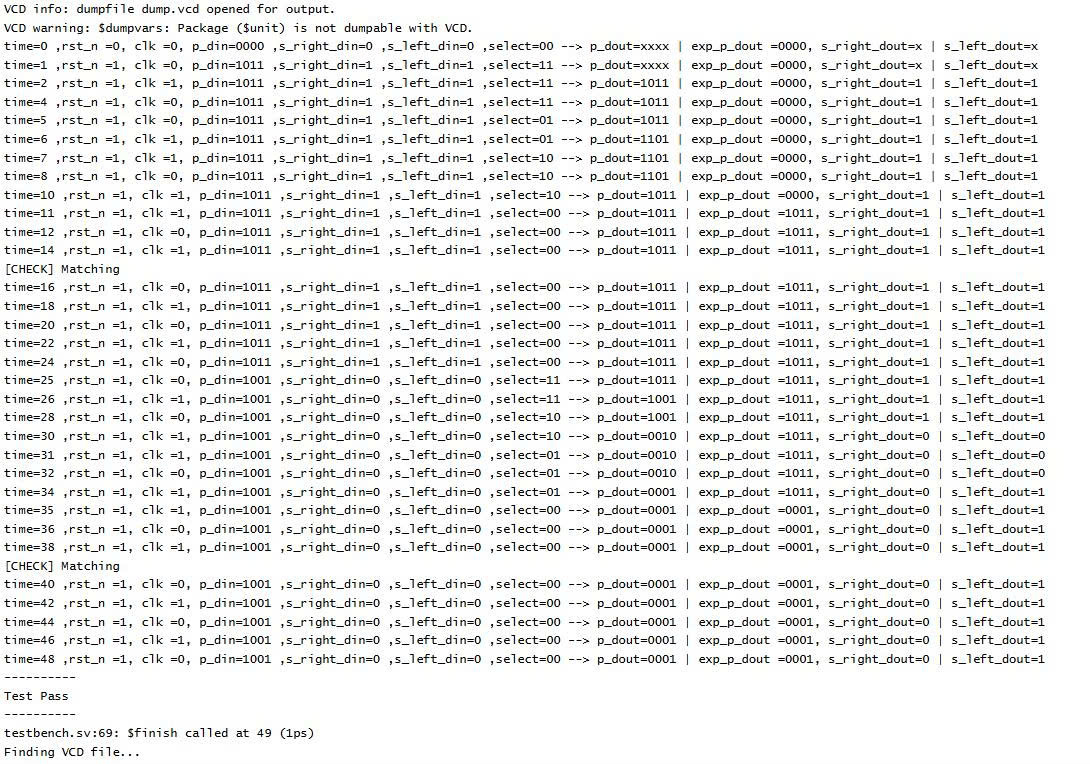 VCD info: dumpfile dump.vcd opened for output.
VCD warning: $dumpvars: Package ($unit) is not dumpable with VCD.
time=0 ,rst_n =0, clk =0, p_din=0000 ,s_right_din=0 ,s_left_din=0 ,select=00 --> p_dout=xxxx | exp_p_dout =0000, s_right_dout=x | s_left_dout=x
time=1 ,rst_n =1, clk =0, p_din=1011 ,s_right_din=1 ,s_left_din=1 ,select=11 --> p_dout=xxxx | exp_p_dout =0000, s_right_dout=x | s_left_dout=x
time=2 ,rst_n =1, clk =1, p_din=1011 ,s_right_din=1 ,s_left_din=1 ,select=11 --> p_dout=1011 | exp_p_dout =0000, s_right_dout=1 | s_left_dout=1
time=4 ,rst_n =1, clk =0, p_din=1011 ,s_right_din=1 ,s_left_din=1 ,select=11 --> p_dout=1011 | exp_p_dout =0000, s_right_dout=1 | s_left_dout=1
time=5 ,rst_n =1, clk =0, p_din=1011 ,s_right_din=1 ,s_left_din=1 ,select=01 --> p_dout=1011 | exp_p_dout =0000, s_right_dout=1 | s_left_dout=1
time=6 ,rst_n =1, clk =1, p_din=1011 ,s_right_din=1 ,s_left_din=1 ,select=01 --> p_dout=1101 | exp_p_dout =0000, s_right_dout=1 | s_left_dout=1
time=7 ,rst_n =1, clk =1, p_din=1011 ,s_right_din=1 ,s_left_din=1 ,select=10 --> p_dout=1101 | exp_p_dout =0000, s_right_dout=1 | s_left_dout=1
time=8 ,rst_n =1, clk =0, p_din=1011 ,s_right_din=1 ,s_left_din=1 ,select=10 --> p_dout=1101 | exp_p_dout =0000, s_right_dout=1 | s_left_dout=1
time=10 ,rst_n =1, clk =1, p_din=1011 ,s_right_din=1 ,s_left_din=1 ,select=10 --> p_dout=1011 | exp_p_dout =0000, s_right_dout=1 | s_left_dout=1
time=11 ,rst_n =1, clk =1, p_din=1011 ,s_right_din=1 ,s_left_din=1 ,select=00 --> p_dout=1011 | exp_p_dout =1011, s_right_dout=1 | s_left_dout=1
time=12 ,rst_n =1, clk =0, p_din=1011 ,s_right_din=1 ,s_left_din=1 ,select=00 --> p_dout=1011 | exp_p_dout =1011, s_right_dout=1 | s_left_dout=1
time=14 ,rst_n =1, clk =1, p_din=1011 ,s_right_din=1 ,s_left_din=1 ,select=00 --> p_dout=1011 | exp_p_dout =1011, s_right_dout=1 | s_left_dout=1
[CHECK] Matching
time=16 ,rst_n =1, clk =0, p_din=1011 ,s_right_din=1 ,s_left_din=1 ,select=00 --> p_dout=1011 | exp_p_dout =1011, s_right_dout=1 | s_left_dout=1
time=18 ,rst_n =1, clk =1, p_din=1011 ,s_right_din=1 ,s_left_din=1 ,select=00 --> p_dout=1011 | exp_p_dout =1011, s_right_dout=1 | s_left_dout=1
time=20 ,rst_n =1, clk =0, p_din=1011 ,s_right_din=1 ,s_left_din=1 ,select=00 --> p_dout=1011 | exp_p_dout =1011, s_right_dout=1 | s_left_dout=1
time=22 ,rst_n =1, clk =1, p_din=1011 ,s_right_din=1 ,s_left_din=1 ,select=00 --> p_dout=1011 | exp_p_dout =1011, s_right_dout=1 | s_left_dout=1
time=24 ,rst_n =1, clk =0, p_din=1011 ,s_right_din=1 ,s_left_din=1 ,select=00 --> p_dout=1011 | exp_p_dout =1011, s_right_dout=1 | s_left_dout=1
time=25 ,rst_n =1, clk =0, p_din=1001 ,s_right_din=0 ,s_left_din=0 ,select=11 --> p_dout=1011 | exp_p_dout =1011, s_right_dout=1 | s_left_dout=1
time=26 ,rst_n =1, clk =1, p_din=1001 ,s_right_din=0 ,s_left_din=0 ,select=11 --> p_dout=1001 | exp_p_dout =1011, s_right_dout=1 | s_left_dout=1
time=28 ,rst_n =1, clk =0, p_din=1001 ,s_right_din=0 ,s_left_din=0 ,select=10 --> p_dout=1001 | exp_p_dout =1011, s_right_dout=1 | s_left_dout=1
time=30 ,rst_n =1, clk =1, p_din=1001 ,s_right_din=0 ,s_left_din=0 ,select=10 --> p_dout=0010 | exp_p_dout =1011, s_right_dout=0 | s_left_dout=0
time=31 ,rst_n =1, clk =1, p_din=1001 ,s_right_din=0 ,s_left_din=0 ,select=01 --> p_dout=0010 | exp_p_dout =1011, s_right_dout=0 | s_left_dout=0
time=32 ,rst_n =1, clk =0, p_din=1001 ,s_right_din=0 ,s_left_din=0 ,select=01 --> p_dout=0010 | exp_p_dout =1011, s_right_dout=0 | s_left_dout=0
time=34 ,rst_n =1, clk =1, p_din=1001 ,s_right_din=0 ,s_left_din=0 ,select=01 --> p_dout=0001 | exp_p_dout =1011, s_right_dout=0 | s_left_dout=1
time=35 ,rst_n =1, clk =1, p_din=1001 ,s_right_din=0 ,s_left_din=0 ,select=00 --> p_dout=0001 | exp_p_dout =0001, s_right_dout=0 | s_left_dout=1
time=36 ,rst_n =1, clk =0, p_din=1001 ,s_right_din=0 ,s_left_din=0 ,select=00 --> p_dout=0001 | exp_p_dout =0001, s_right_dout=0 | s_left_dout=1
time=38 ,rst_n =1, clk =1, p_din=1001 ,s_right_din=0 ,s_left_din=0 ,select=00 --> p_dout=0001 | exp_p_dout =0001, s_right_dout=0 | s_left_dout=1
[CHECK] Matching
time=40 ,rst_n =1, clk =0, p_din=1001 ,s_right_din=0 ,s_left_din=0 ,select=00 --> p_dout=0001 | exp_p_dout =0001, s_right_dout=0 | s_left_dout=1
time=42 ,rst_n =1, clk =1, p_din=1001 ,s_right_din=0 ,s_left_din=0 ,select=00 --> p_dout=0001 | exp_p_dout =0001, s_right_dout=0 | s_left_dout=1
time=44 ,rst_n =1, clk =0, p_din=1001 ,s_right_din=0 ,s_left_din=0 ,select=00 --> p_dout=0001 | exp_p_dout =0001, s_right_dout=0 | s_left_dout=1
time=46 ,rst_n =1, clk =1, p_din=1001 ,s_right_din=0 ,s_left_din=0 ,select=00 --> p_dout=0001 | exp_p_dout =0001, s_right_dout=0 | s_left_dout=1
time=48 ,rst_n =1, clk =0, p_din=1001 ,s_right_din=0 ,s_left_din=0 ,select=00 --> p_dout=0001 | exp_p_dout =0001, s_right_dout=0 | s_left_dout=1
----------
Test Pass
----------
testbench.sv:69: $finish called at 49 (1ps)
Finding VCD file...